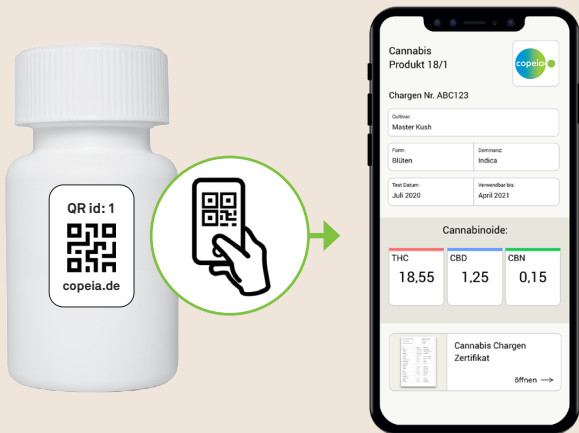 QR id: 1
copeia.de
Cannabis
Produkt 18/1
copeia
Chargen Nr. ABC123
Cultivar:
Master Kush
Form:
Blüten
Dominanz:
Indica
Test Datum:
Juli 2020
Verwendbar bis:
April 2021
Cannabinoide:
THC
18,55
CBD
1,25
CBN
0,15
Cannabis Chargen
Zertifikat
öffnen →